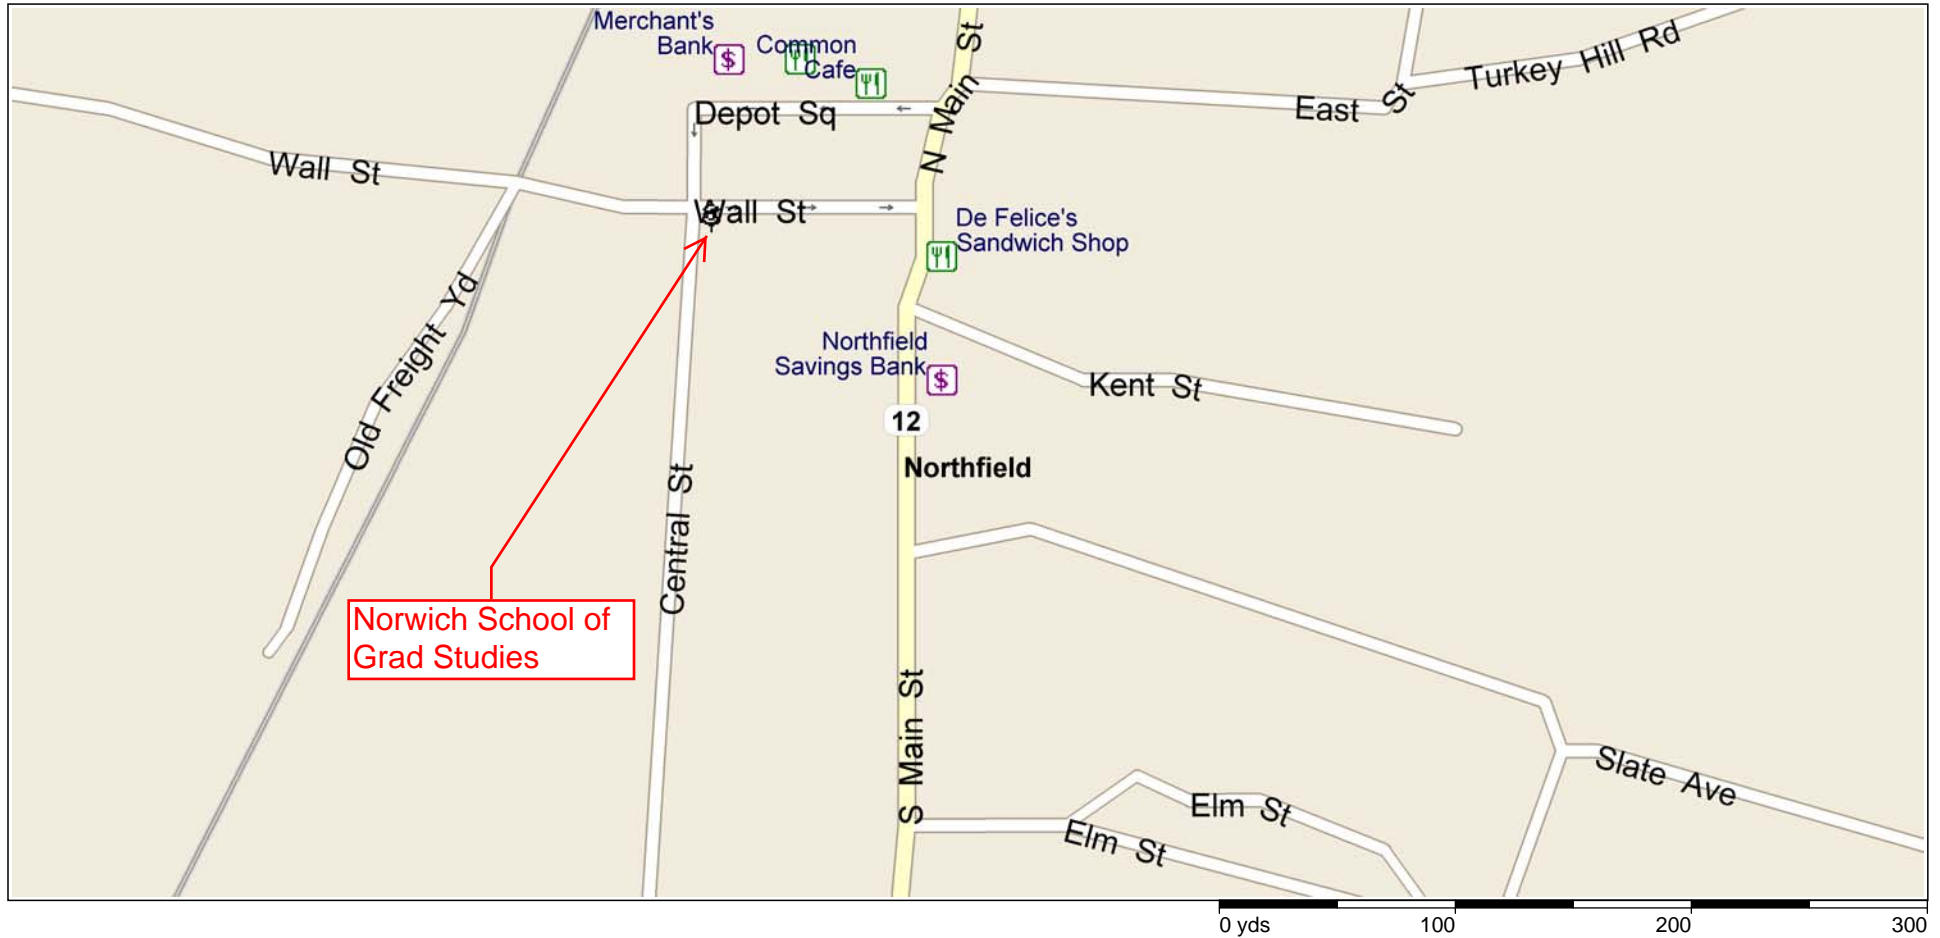 Merchant's
Bank
$
Common
Cafe
N Main St
Turkey Hill Rd
East St
Depot Sq
Wall St
Wall St
De Felice's
Sandwich Shop
Old Freight Yd
Northfield
Savings Bank
$
Kent St
12
Northfield
Central St
Norwich School of
Grad Studies
S Main St
Slate Ave
Elm St
Elm St
0 yds 100 200 300